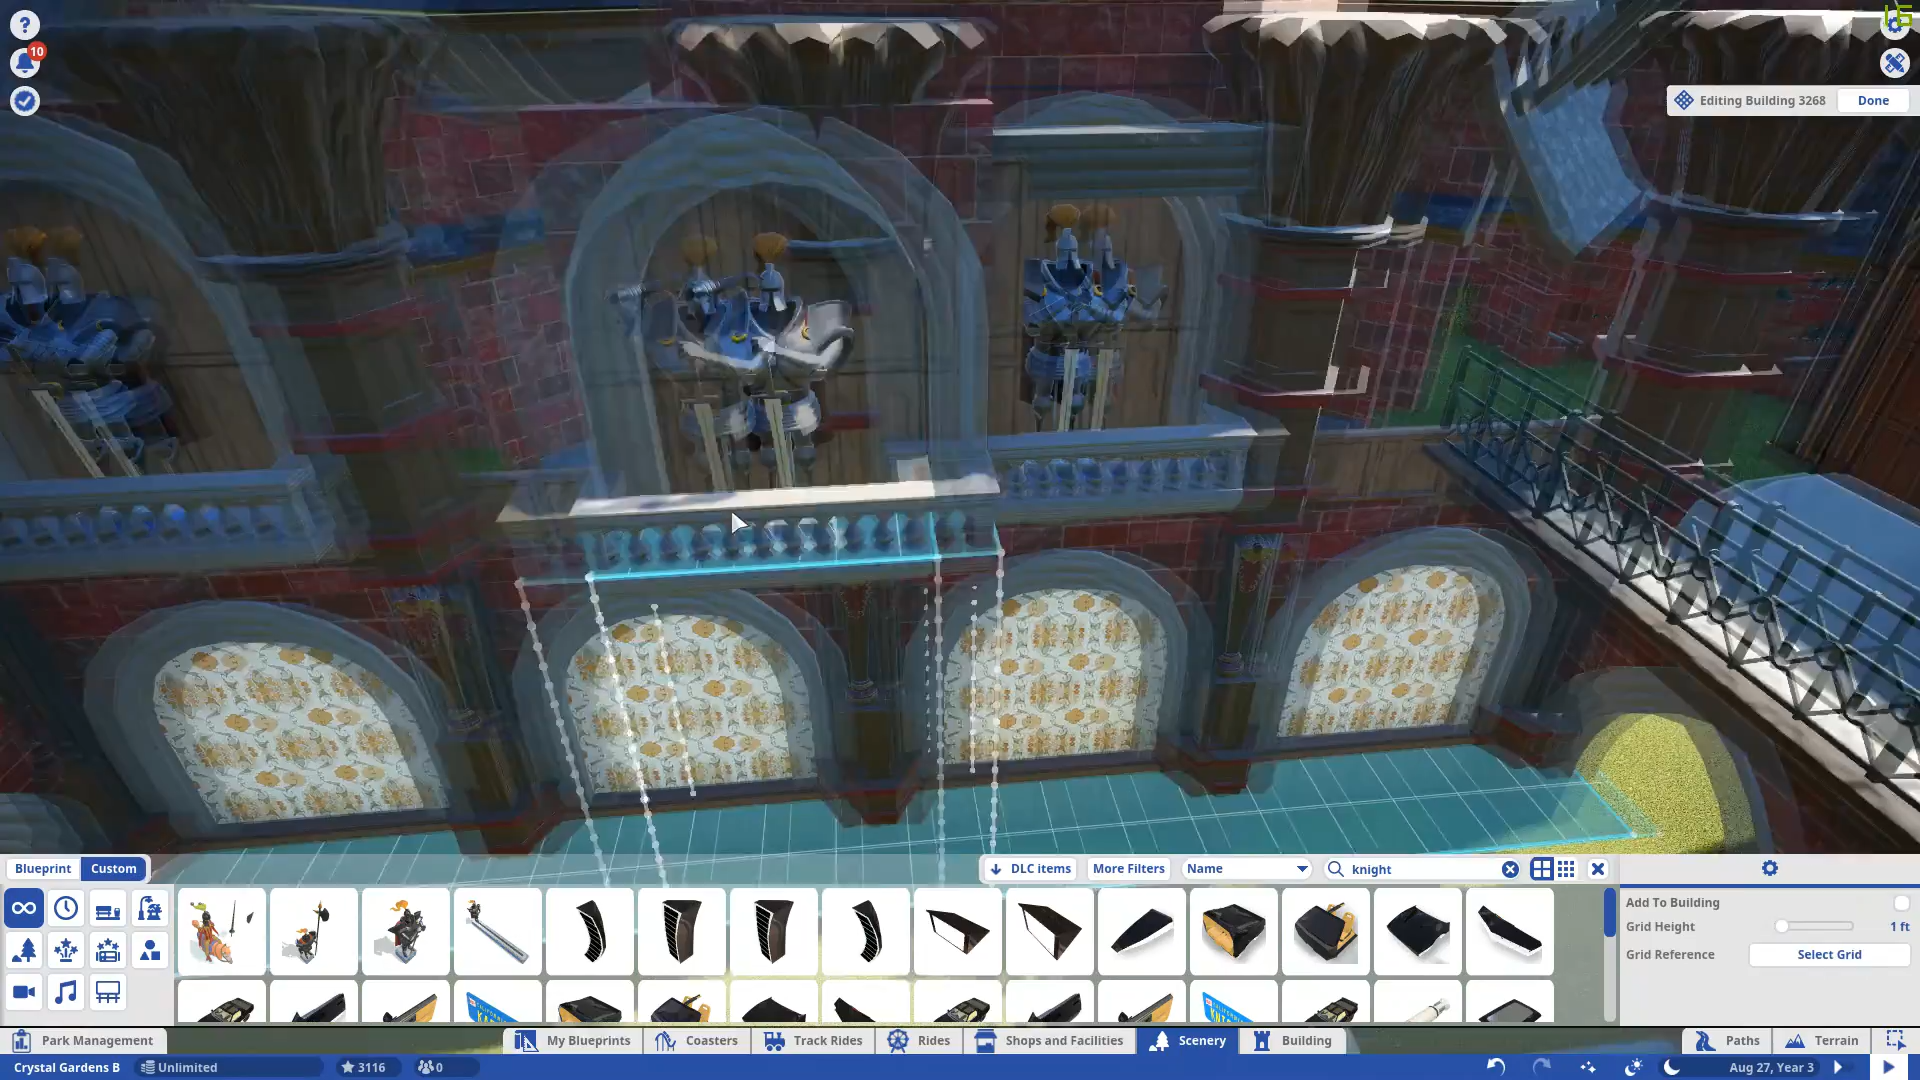 ?
10
16
Editing Building 3268 Done
Blueprint Custom
DLC items More Filters Name knight
Add To Building
Grid Height 1 ft
Grid Reference Select Grid
Park Management My Blueprints Coasters Track Rides Rides Shops and Facilities Scenery Building Paths Terrain
Crystal Gardens B Unlimited 3116 0 Aug 27, Year 3